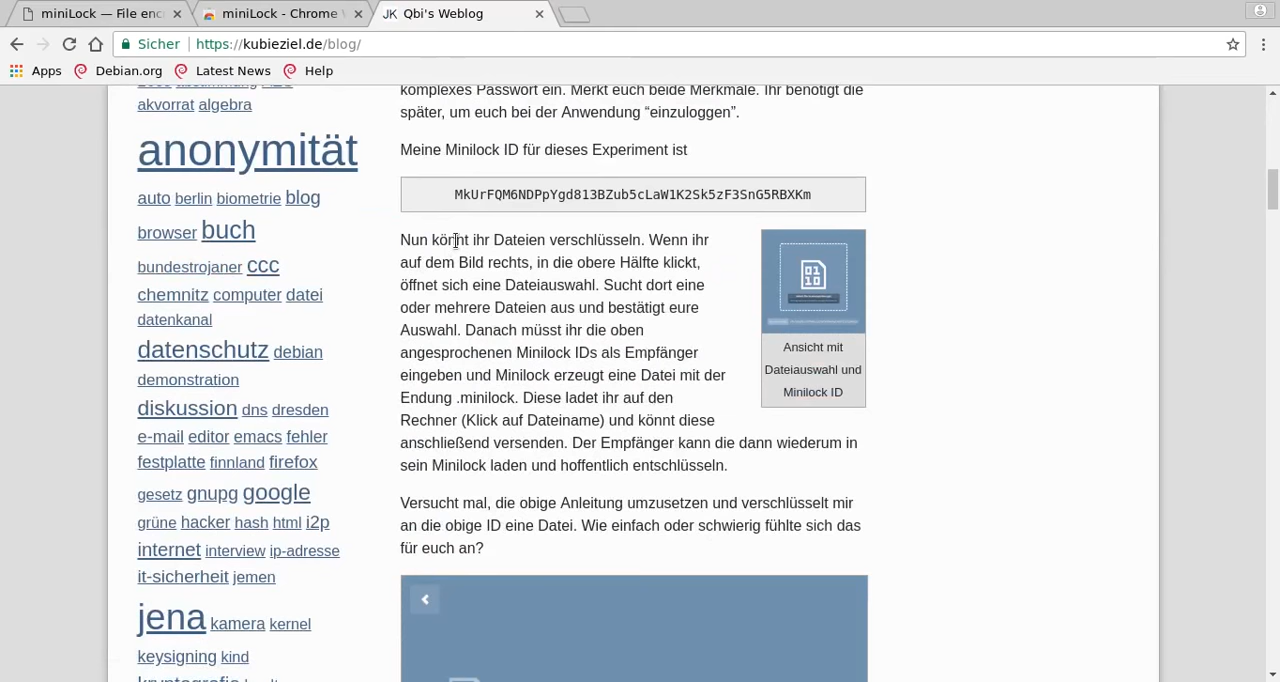 miniLock — File enc
miniLock - Chrome
Qbi's Weblog
Sicher
https://kubieziel.de/blog/
Apps
Debian.org
Latest News
Help
akvorrat algebra
anonymität
auto berlin biometrie blog
browser buch
bundestrojaner ccc
chemnitz computer datei
datenkanal
datenschutz debian
demonstration
diskussion dns dresden
e-mail editor emacs fehler
festplatte finnland firefox
gesetz gnupg google
grüne hacker hash html i2p
internet interview ip-adresse
it-sicherheit jemen
jena kamera kernel
keysigning kind
komplexes Passwort ein. Merkt euch beide Merkmale. Ihr benötigt die
später, um euch bei der Anwendung “einzuloggen”.
Meine Minilock ID für dieses Experiment ist
MkUrFQM6NDPpYgd813BZub5cLaW1K2Sk5zF3SnG5RBXKm
Nun könnt ihr Dateien verschlüsseln. Wenn ihr
auf dem Bild rechts, in die obere Hälfte klickt,
öffnet sich eine Dateiauswahl. Sucht dort eine
oder mehrere Dateien aus und bestätigt eure
Auswahl. Danach müsst ihr die oben
angesprochenen Minilock IDs als Empfänger
eingeben und Minilock erzeugt eine Datei mit der
Endung .minilock. Diese ladet ihr auf den
Rechner (Klick auf Dateiname) und könnt diese
anschließend versenden. Der Empfänger kann die dann wiederum in
sein Minilock laden und hoffentlich entschlüsseln.
Ansicht mit
Dateiauswahl und
Minilock ID
Versucht mal, die obige Anleitung umzusetzen und verschlüsselt mir
an die obige ID eine Datei. Wie einfach oder schwierig fühlte sich das
für euch an?